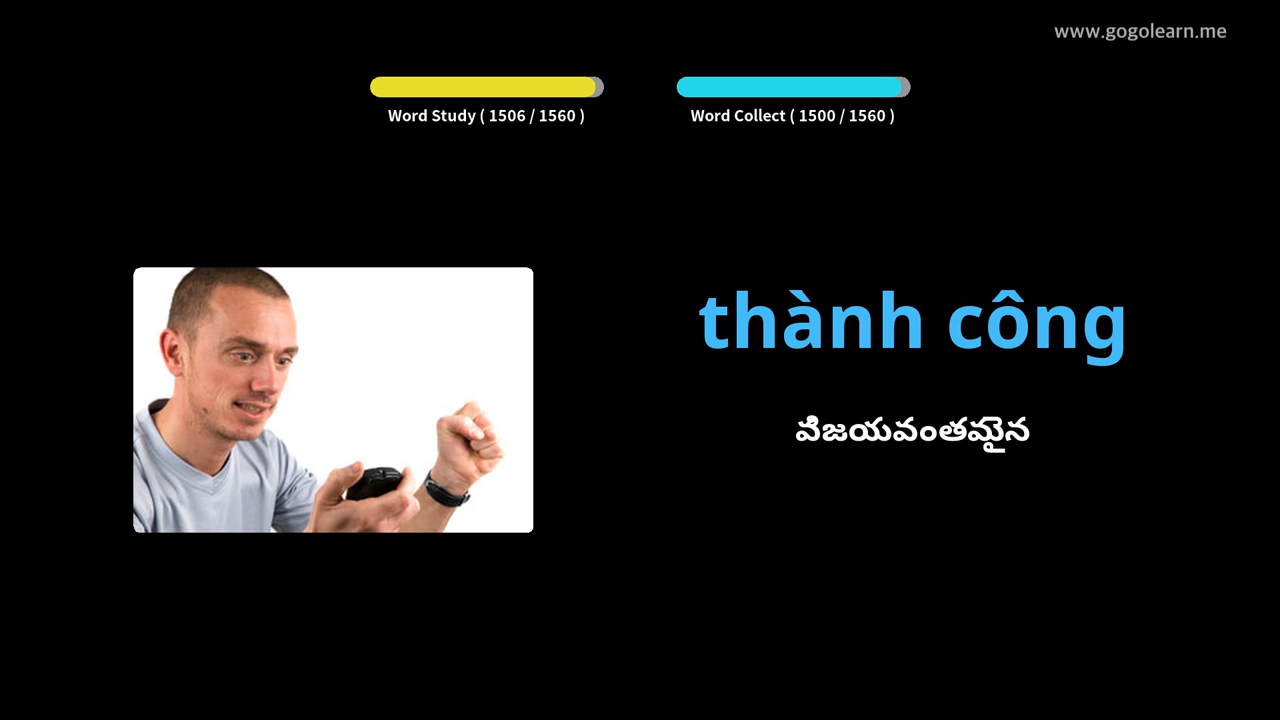 www.gogolearn.me
Word Study ( 1506 / 1560 )
Word Collect ( 1500 / 1560 )
thành công
విజయవంతమైన